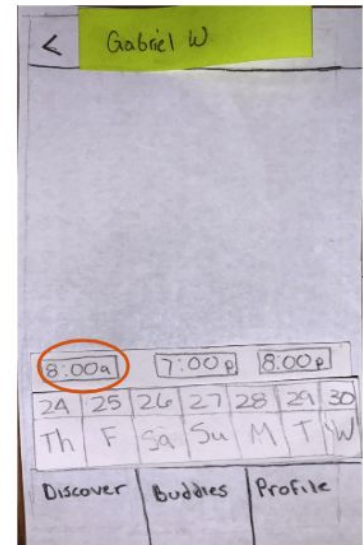 < Gabriel W
8:00a 7:00p 8:00p
24 25 26 27 28 29 30
Th F Sa Su M T W
Discover Buddies Profile